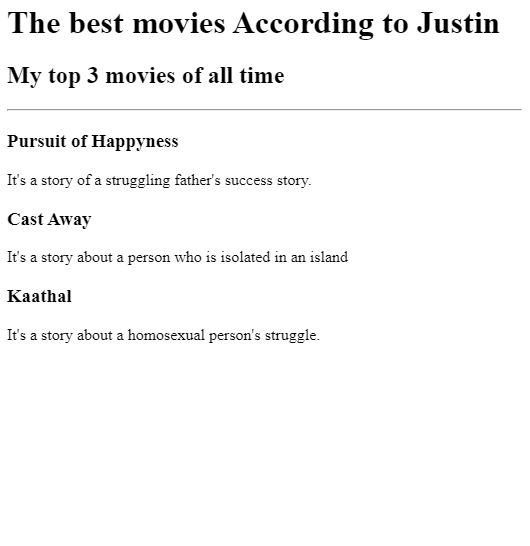 The best movies According to Justin
My top 3 movies of all time
Pursuit of Happyness
It's a story of a struggling father's success story.
Cast Away
It's a story about a person who is isolated in an island
Kaathal
It's a story about a homosexual person's struggle.